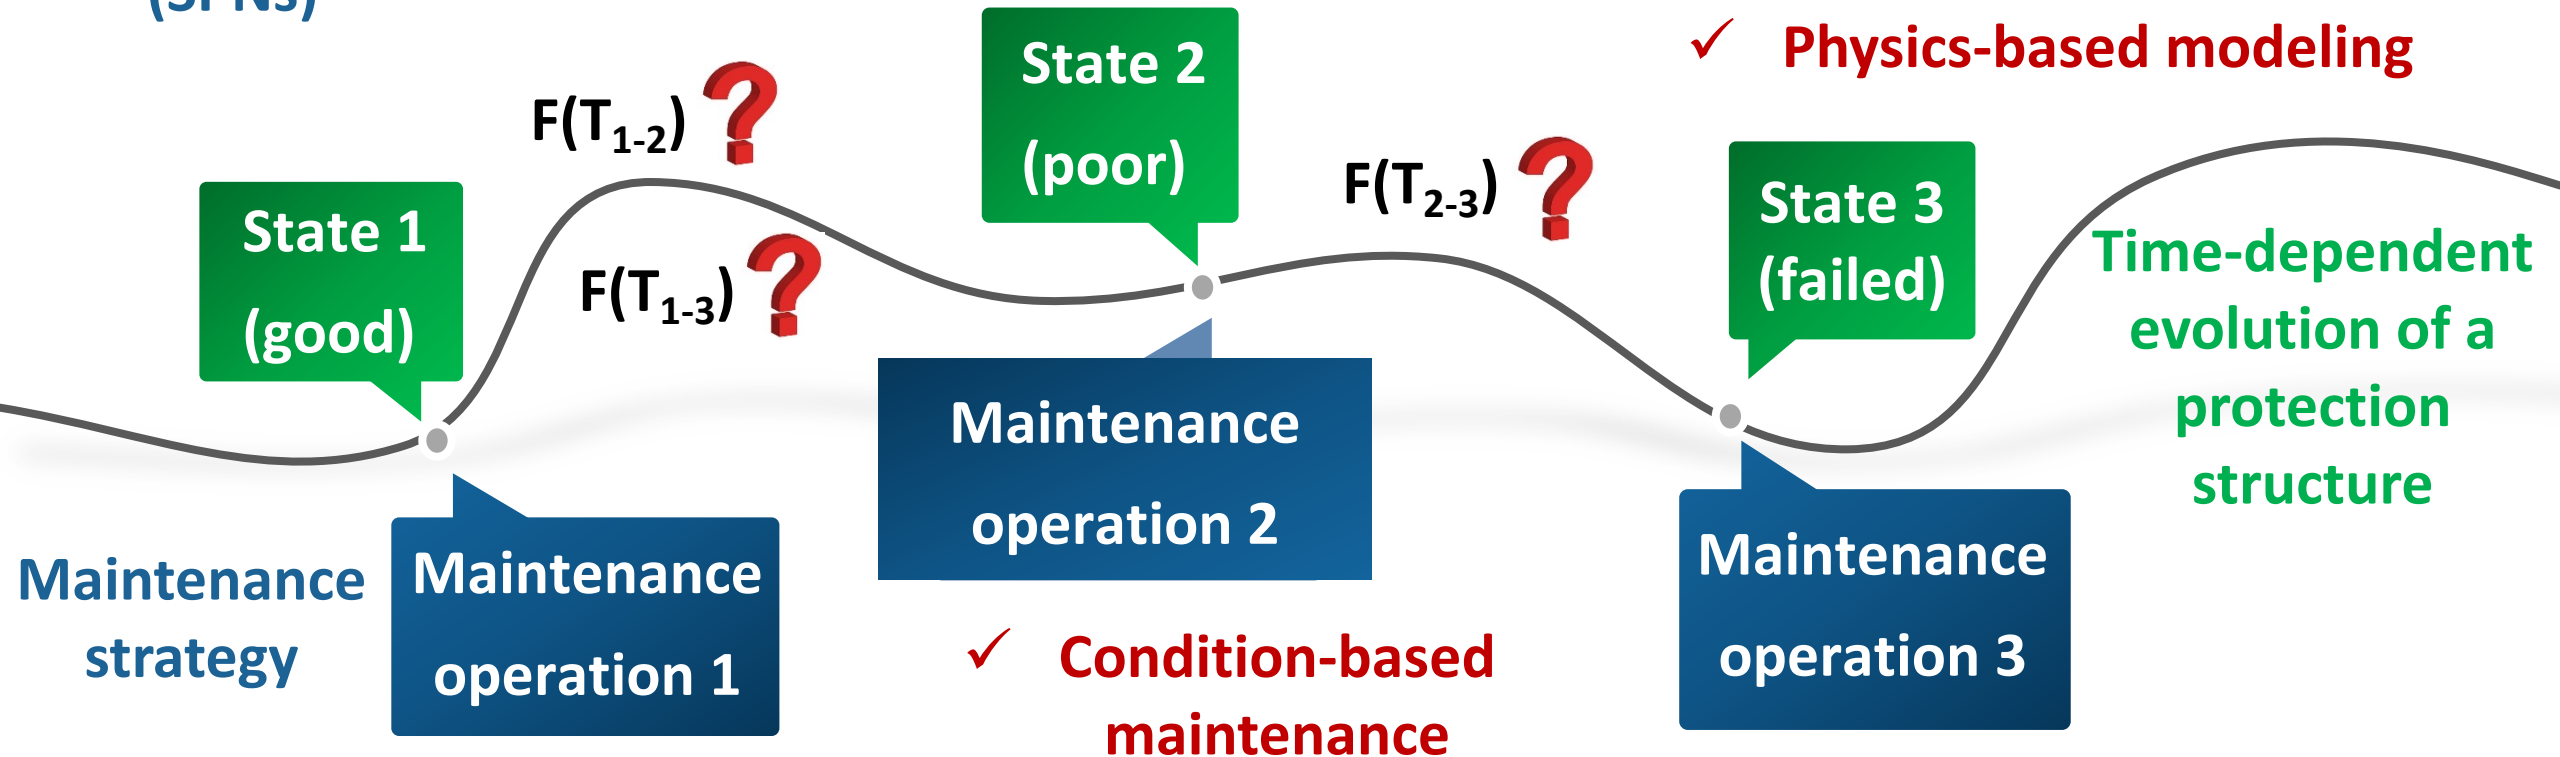 Physics-based modeling
State 2
(poor)
F(T1-2)
State 1
(good)
F(T1-3)
F(T2-3)
State 3
(failed)
Time-dependent
evolution of a
protection
structure
Maintenance
strategy
Maintenance
operation 1
Maintenance
operation 2
Maintenance
operation 3
Condition-based
maintenance